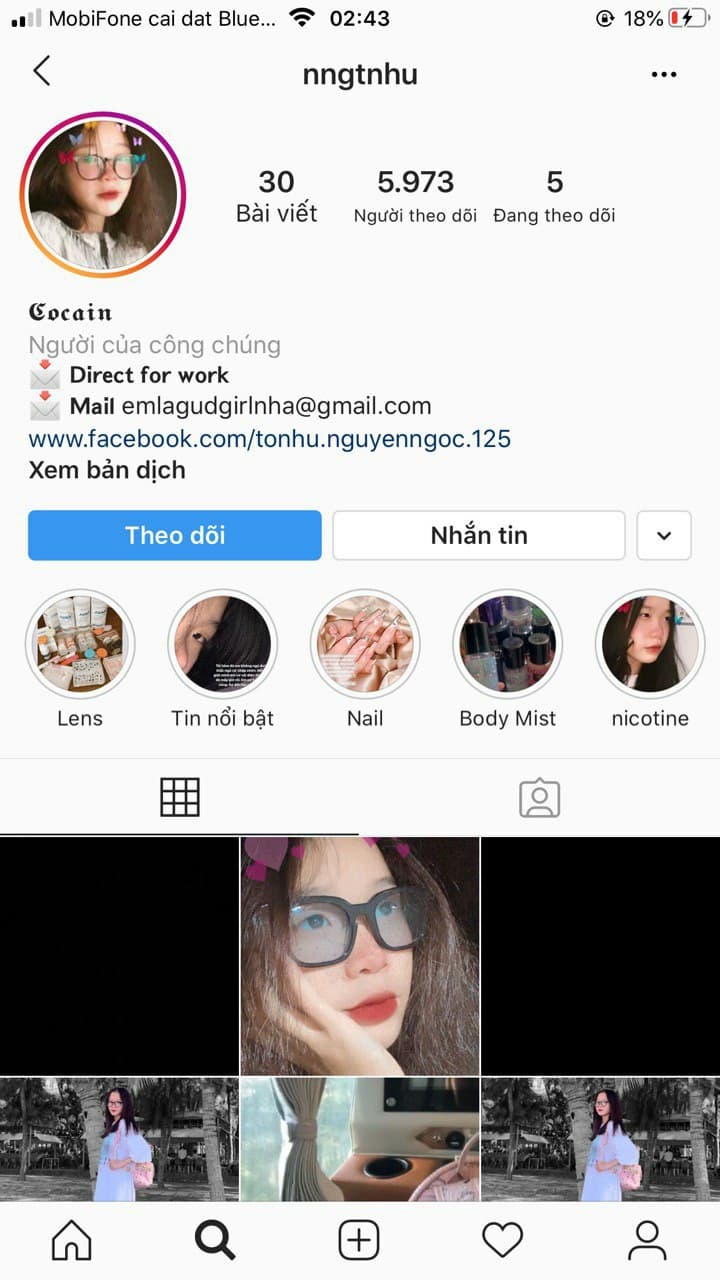 MobiFone cai dat Blue... 02:43 18%
nngtnhu
30 5.973 5
Bài viết Người theo dõi Đang theo dõi
𝕮𝖔𝖈𝖆𝖎𝖓
Người của công chúng
📩 Direct for work
📩 Mail emlagudgirlnha@gmail.com
www.facebook.com/tonhu.nguyenngoc.125
Xem bản dịch
Theo dõi Nhắn tin
Lens Tin nổi bật Nail Body Mist nicotine